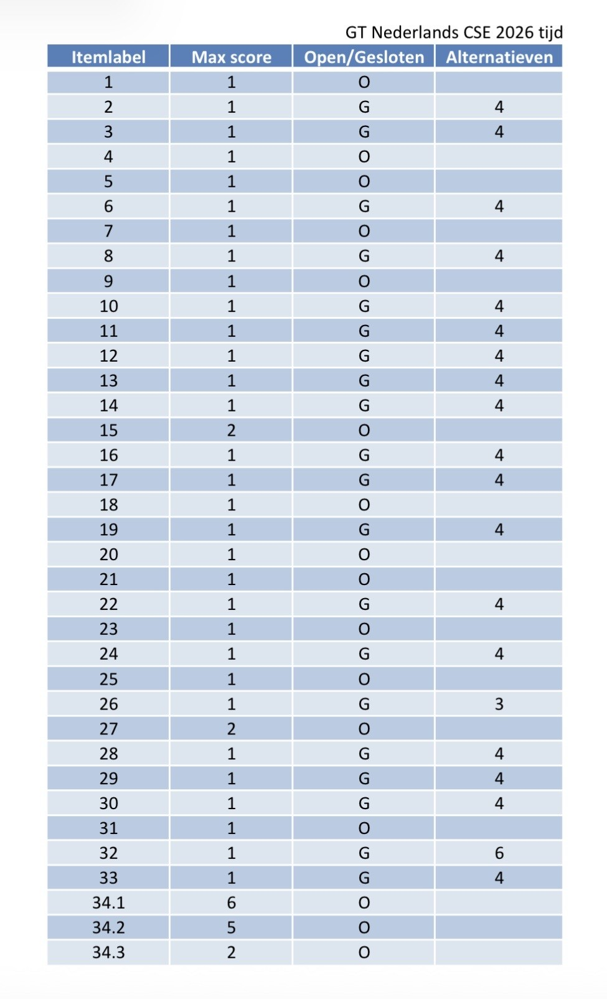 GT Nederlands CSE 2026 tijd
Itemlabel Max score Open/Gesloten Alternatieven
1 1 O
2 1 G 4
3 1 G 4
4 1 O
5 1 O
6 1 G 4
7 1 O
8 1 G 4
9 1 O
10 1 G 4
11 1 G 4
12 1 G 4
13 1 G 4
14 1 G 4
15 2 O
16 1 G 4
17 1 G 4
18 1 O
19 1 G 4
20 1 O
21 1 O
22 1 G 4
23 1 O
24 1 G 4
25 1 O
26 1 G 3
27 2 O
28 1 G 4
29 1 G 4
30 1 G 4
31 1 O
32 1 G 6
33 1 G 4
34.1 6 O
34.2 5 O
34.3 2 O